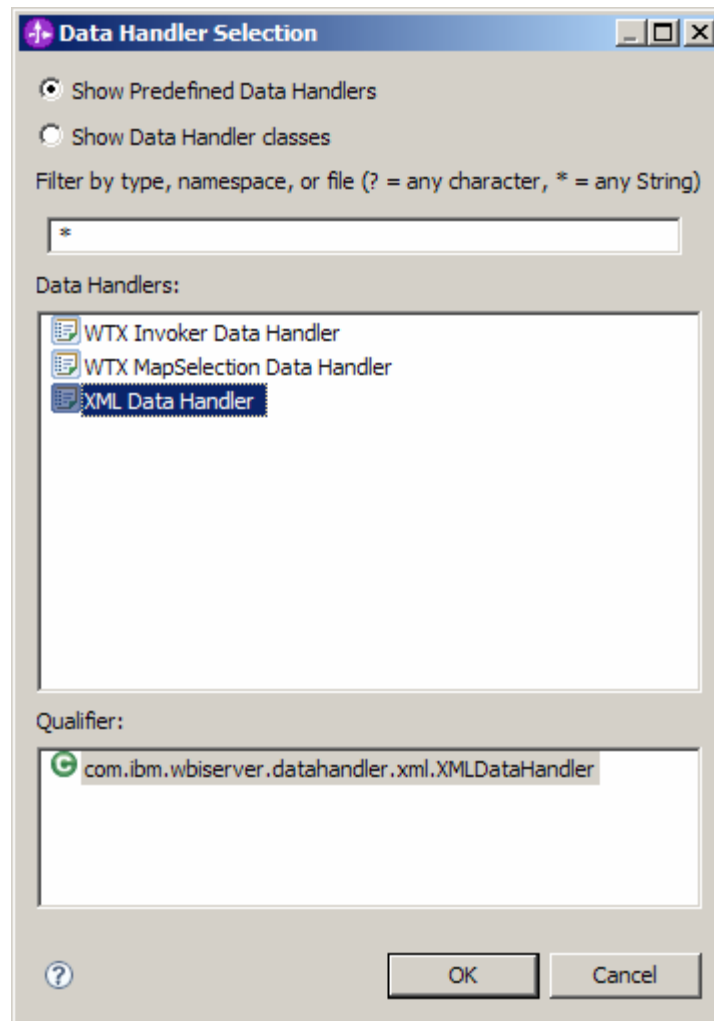 Data Handler Selection
Show Predefined Data Handlers
Show Data Handler classes
Filter by type, namespace, or file (? = any character, * = any String)
*
Data Handlers:
WTX Invoker Data Handler
WTX MapSelection Data Handler
XML Data Handler
Qualifier:
C com.ibm.wbiserver.datahandler.xml.XMLDataHandler
? OK Cancel